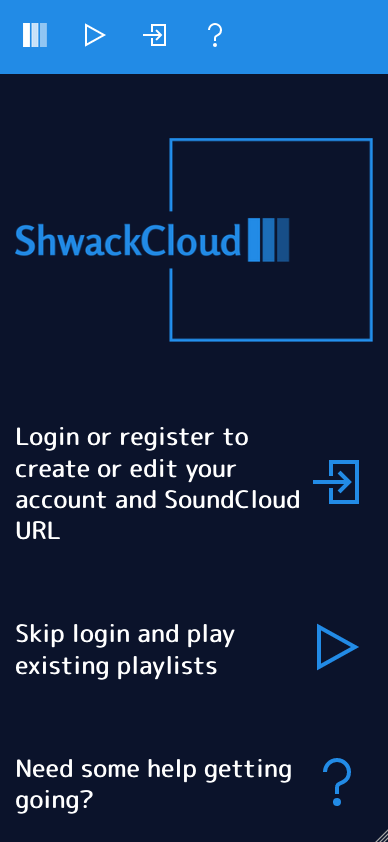 ShwackCloud
Login or register to
create or edit your
account and SoundCloud
URL
Skip login and play
existing playlists
Need some help getting
going?